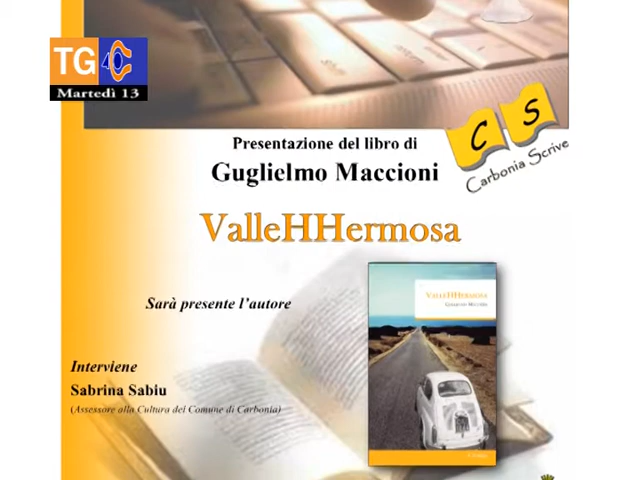 TG
Martedì 13
C S
Carbonia Scrive
Presentazione del libro di
Guglielmo Maccioni
ValleHHermosa
Sarà presente l'autore
VALLEHHERMOSA
GUGLIELMO MACCIONI
Interviene
Sabrina Sabiu
(Assessore alla Cultura del Comune di Carbonia)